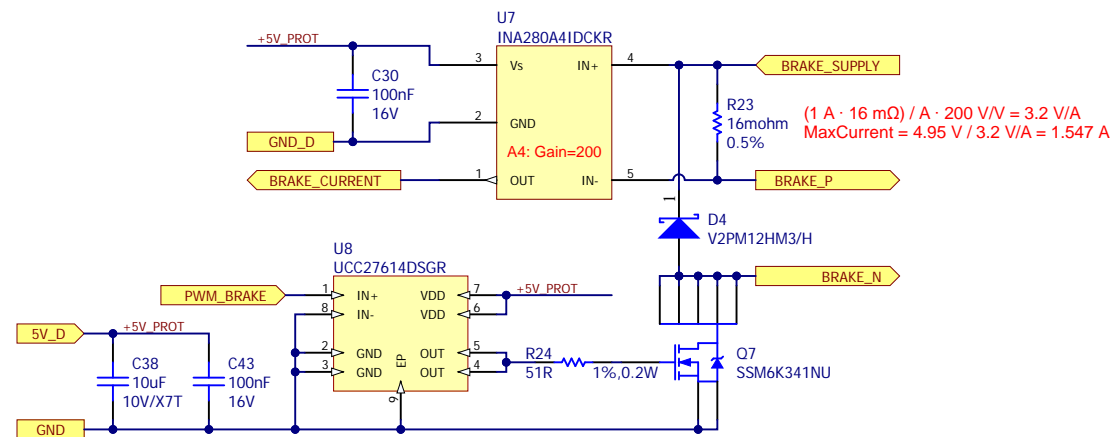 U7
INA280A4IDCKR
+5V_PROT
3
Vs
IN+
4
BRAKE_SUPPLY
C30
100nF
16V
R23
16mohm
0.5%
(1 A · 16 mΩ) / A · 200 V/V = 3.2 V/A
MaxCurrent = 4.95 V / 3.2 V/A = 1.547 A
2
GND
GND_D
A4: Gain=200
BRAKE_CURRENT
1
OUT
IN-
5
BRAKE_P
1
D4
V2PM12HM3/H
U8
UCC27614DSGR
BRAKE_N
PWM_BRAKE
1
IN+
VDD
7
+5V_PROT
8
IN-
VDD
6
5V_D
+5V_PROT
C38
10uF
10V/X7T
C43
100nF
16V
2
GND
OUT
5
3
GND
OUT
4
EP
9
R24
51R
1%,0.2W
Q7
SSM6K341NU
GND